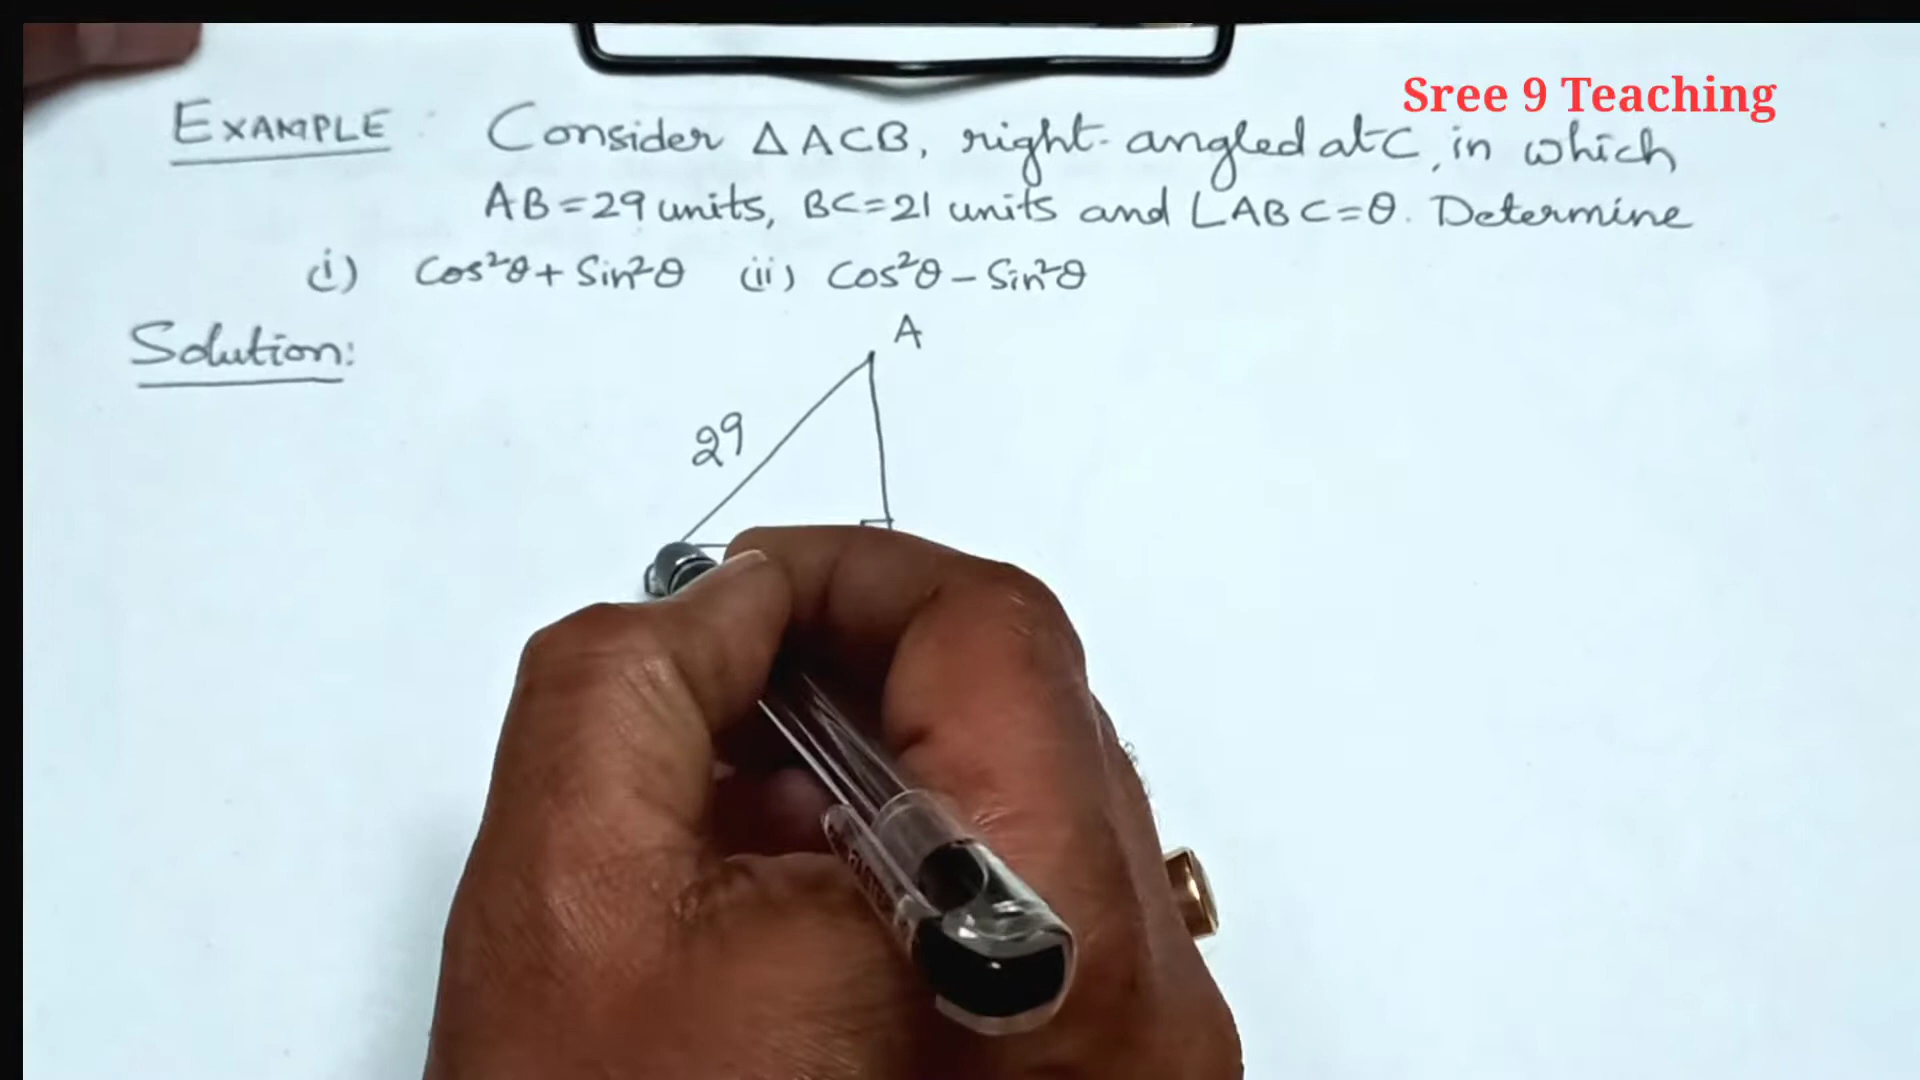 Sree 9 Teaching
EXAMPLE : Consider △ACB, right-angled at C, in which
AB=29 units, BC=21 units and ∠ABC=θ. Determine
(i) Cos²θ + Sin²θ (ii) Cos²θ - Sin²θ
Solution:
A
29